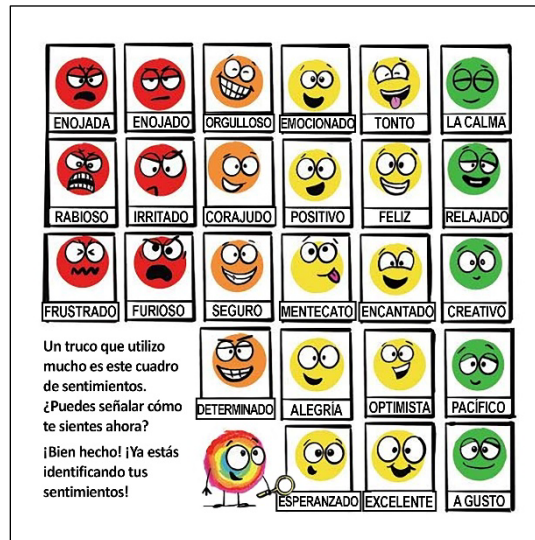 ENOJADA ENOJADO ORGULLOSO EMOCIONADO TONTO LA CALMA
RABIOSO IRRITADO CORAJUDO POSITIVO FELIZ RELAJADO
FRUSTRADO FURIOSO SEGURO MENTECATO ENCANTADO CREATIVO
Un truco que utilizo
mucho es este cuadro
de sentimientos.
¿Puedes señalar cómo
te sientes ahora?
¡Bien hecho! ¡Ya estás
identificando tus
sentimientos!
DETERMINADO ALEGRÍA OPTIMISTA PACÍFICO
ESPERANZADO EXCELENTE A GUSTO